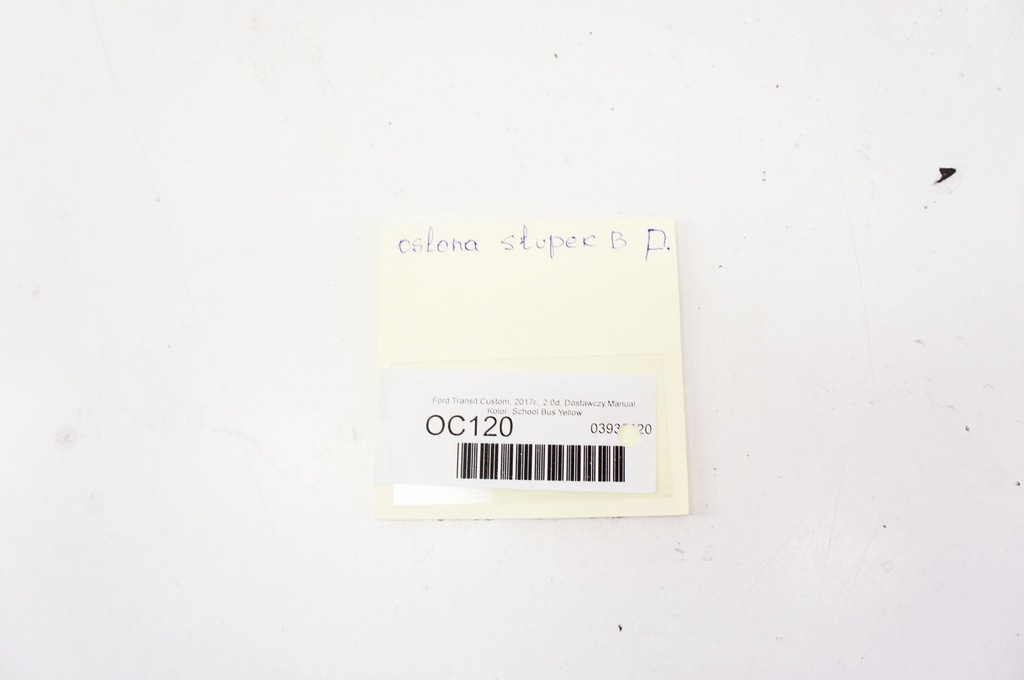 osłona słupek B P.
Ford Transit Custom, 2017r., 2.0d, Dostawczy,Manual,
Kolor: School Bus Yellow
OC120